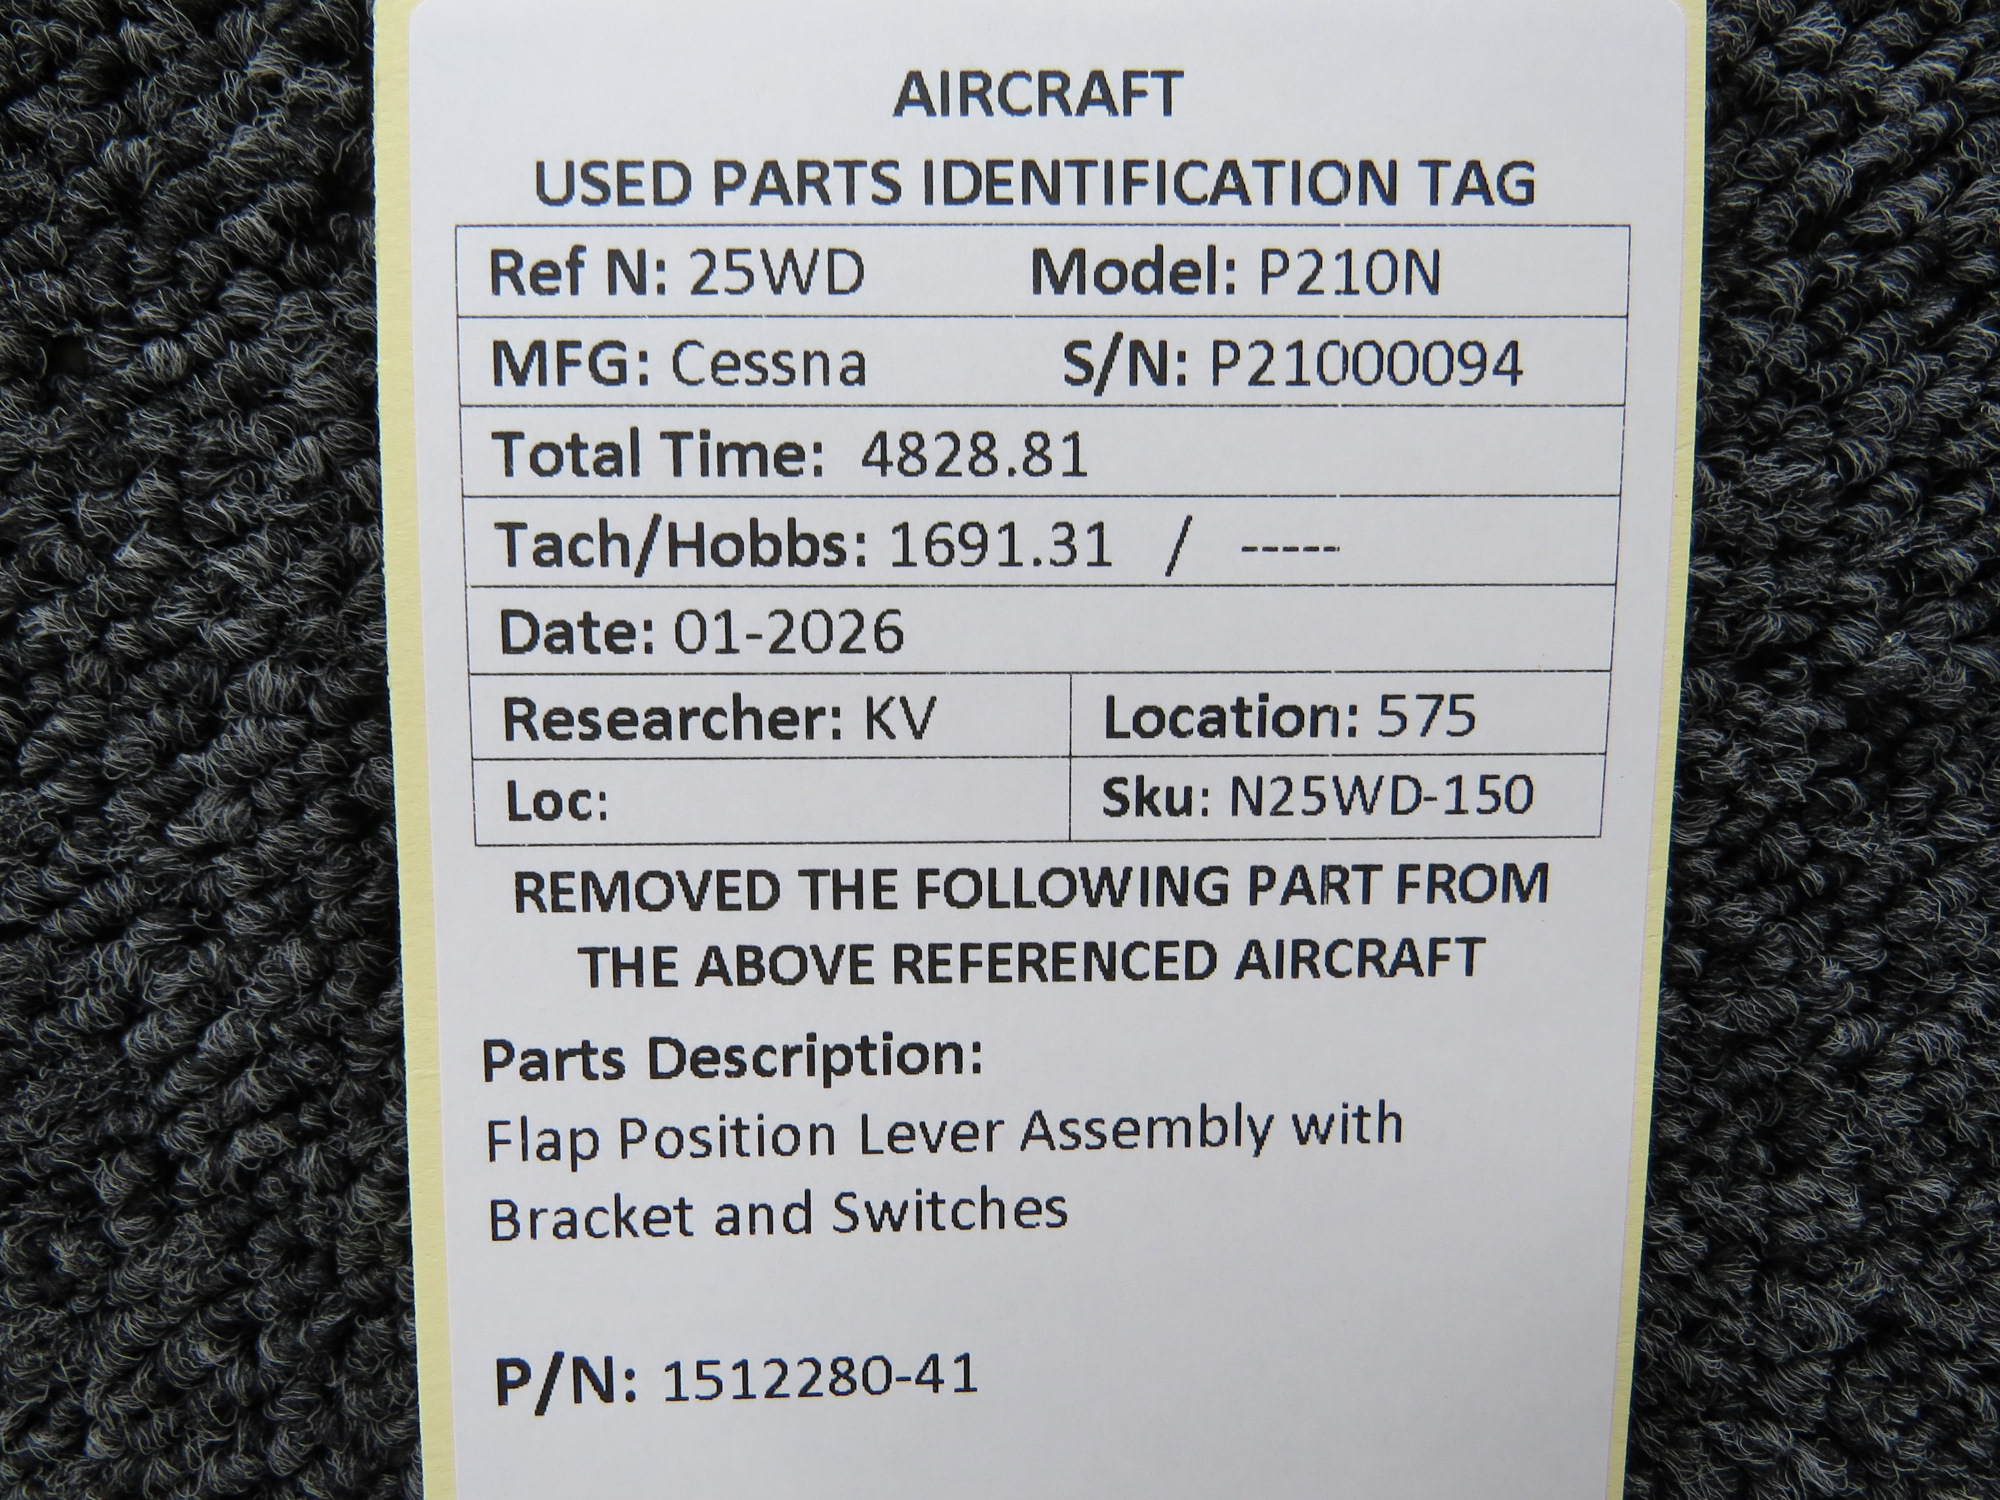 AIRCRAFT
USED PARTS IDENTIFICATION TAG
Ref N: 25WD Model: P210N
MFG: Cessna S/N: P21000094
Total Time: 4828.81
Tach/Hobbs: 1691.31 / -----
Date: 01-2026
Researcher: KV Location: 575
Loc: Sku: N25WD-150
REMOVED THE FOLLOWING PART FROM
THE ABOVE REFERENCED AIRCRAFT
Parts Description:
Flap Position Lever Assembly with
Bracket and Switches
P/N: 1512280-41